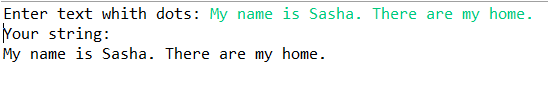 Enter text whith dots: My name is Sasha. There are my home.
Your string:
My name is Sasha. There are my home.